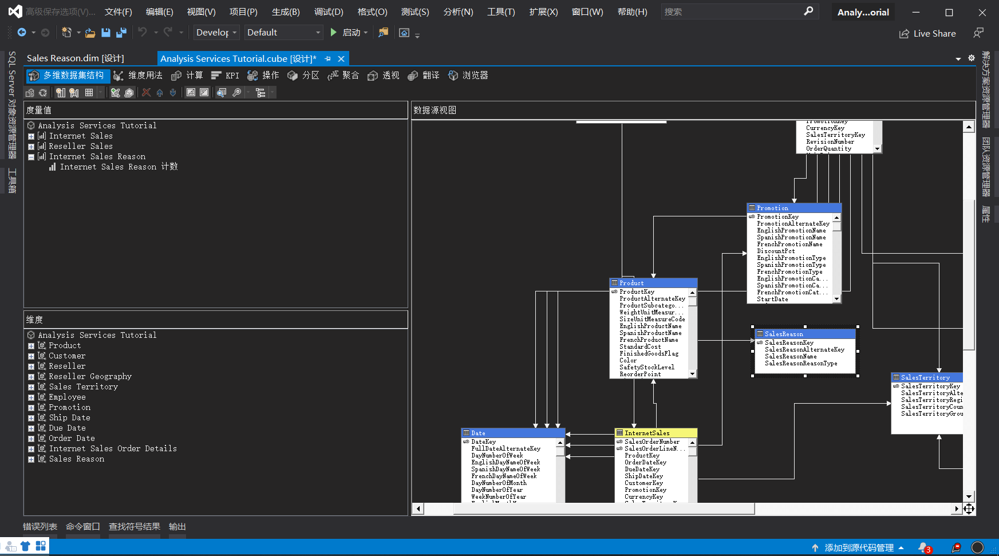 高级保存选项(V)... 文件(F) 编辑(E) 视图(V) 项目(P) 生成(B) 调试(D) 格式(O) 测试(S) 分析(N) 工具(T) 扩展(X) 窗口(W) 帮助(H) 搜索 Analy...orial
Develop Default 启动 Live Share
SQL Server 对象资源管理器
工具箱
Sales Reason.dim [设计] Analysis Services Tutorial.cube [设计]*
多维数据集结构 维度用法 计算 KPI 操作 分区 聚合 透视 翻译 浏览器
度量值
Analysis Services Tutorial
Internet Sales
Reseller Sales
Internet Sales Reason
Internet Sales Reason 计数
维度
Analysis Services Tutorial
Product
Customer
Reseller
Reseller Geography
Sales Territory
Employee
Promotion
Ship Date
Due Date
Order Date
Internet Sales Order Details
Sales Reason
数据源视图
PromotionKey
CurrencyKey
SalesTerritoryKey
RevisionNumber
OrderQuantity
Promotion
PromotionKey
PromotionAlternateKey
EnglishPromotionName
SpanishPromotionName
FrenchPromotionName
DiscountPct
EnglishPromotionType
SpanishPromotionType
FrenchPromotionType
EnglishPromotionCa...
SpanishPromotionCa...
FrenchPromotionCat...
StartDate
Product
ProductKey
ProductAlternateKey
ProductSubcatego...
WeightUnitMeasur...
SizeUnitMeasureCode
EnglishProductName
SpanishProductName
FrenchProductName
StandardCost
FinishedGoodsFlag
Color
SafetyStockLevel
ReorderPoint
SalesReason
SalesReasonKey
SalesReasonAlternateKey
SalesReasonName
SalesReasonReasonType
SalesTerritory
SalesTerritoryKey
SalesTerritoryAlte
SalesTerritoryRegi
SalesTerritoryCoun
SalesTerritoryGrou
Date
DateKey
FullDateAlternateKey
DayNumberOfWeek
EnglishDayNameOfWeek
SpanishDayNameOfWeek
FrenchDayNameOfWeek
DayNumberOfMonth
DayNumberOfYear
WeekNumberOfYear
InternetSales
SalesOrderNumber
SalesOrderLineN...
ProductKey
OrderDateKey
DueDateKey
ShipDateKey
CustomerKey
PromotionKey
CurrencyKey
解决方案资源管理器
团队资源管理器
属性
错误列表 命令窗口 查找符号结果 输出
添加到源代码管理 3